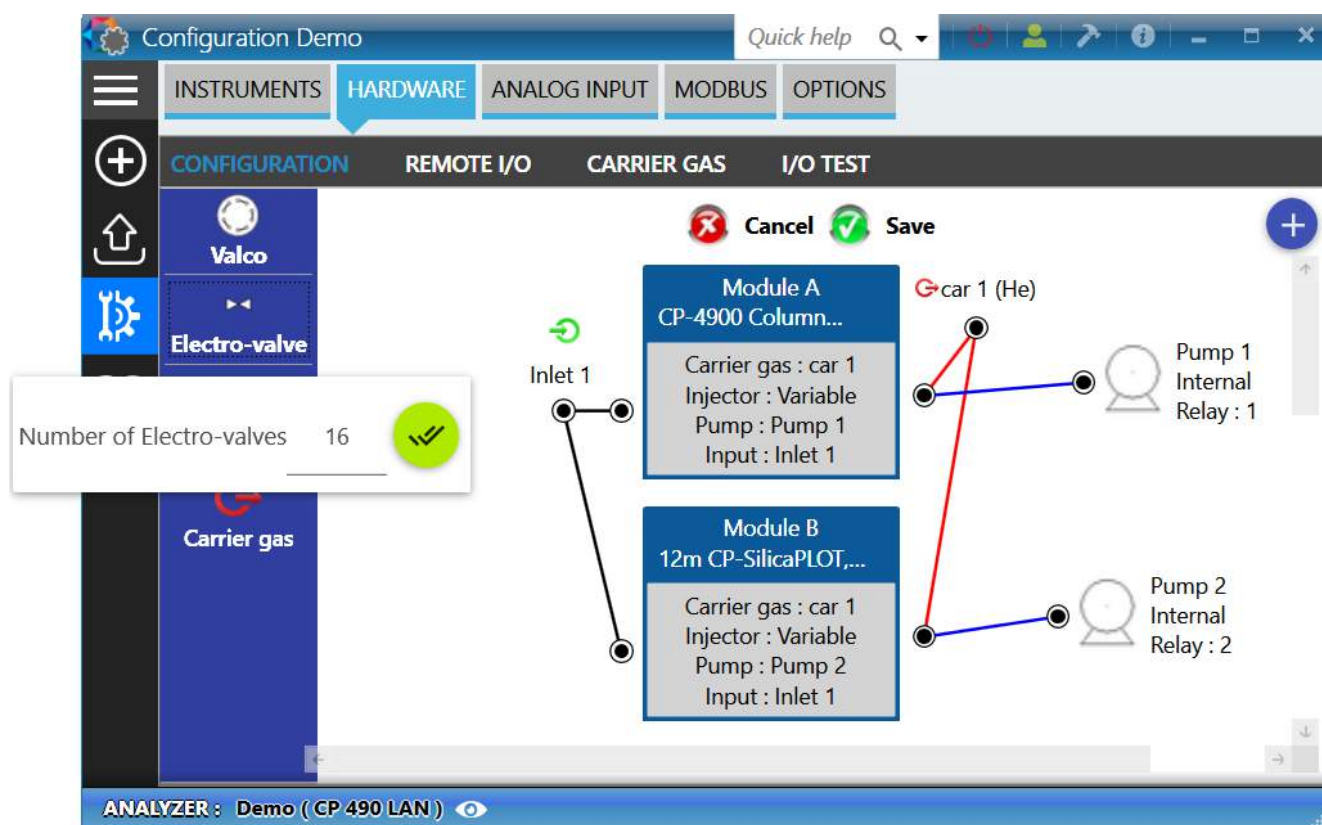 Configuration Demo
Quick help
INSTRUMENTS HARDWARE ANALOG INPUT MODBUS OPTIONS
CONFIGURATION REMOTE I/O CARRIER GAS I/O TEST
Valco
Electro-valve
Number of Electro-valves 16
Carrier gas
Cancel Save
Inlet 1
Module A
CP-4900 Column...
Carrier gas : car 1
Injector : Variable
Pump : Pump 1
Input : Inlet 1
car 1 (He)
Pump 1
Internal
Relay : 1
Module B
12m CP-SilicaPLOT,...
Carrier gas : car 1
Injector : Variable
Pump : Pump 2
Input : Inlet 1
Pump 2
Internal
Relay : 2
ANALYZER : Demo ( CP 490 LAN )